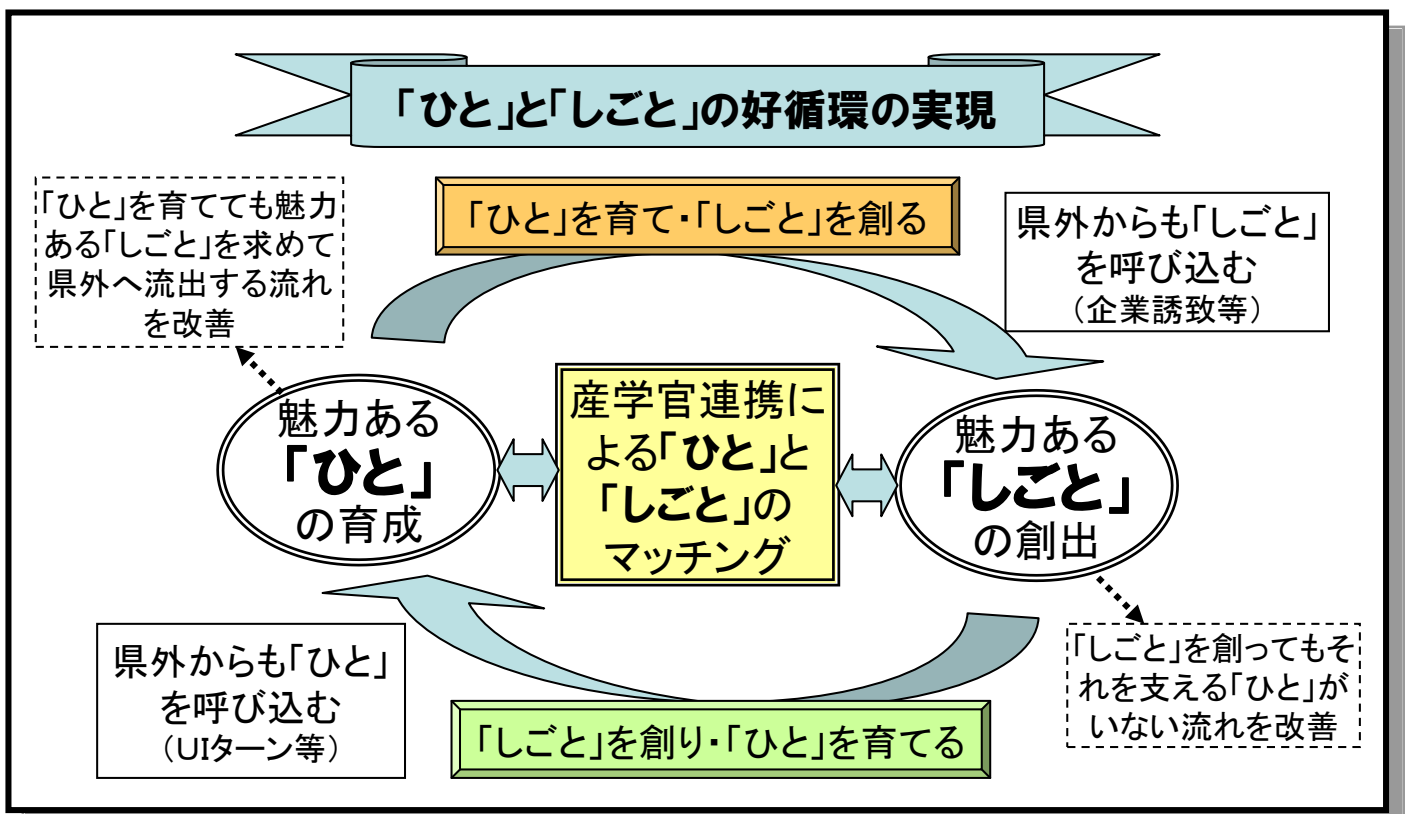 「ひと」と「しごと」の好循環の実現
「ひと」を育てても魅力
ある「しごと」を求めて
県外へ流出する流れ
を改善
「ひと」を育て・「しごと」を創る
県外からも「しごと」
を呼び込む
（企業誘致等）
魅力ある
「ひと」
の育成
産学官連携に
よる「ひと」と
「しごと」の
マッチング
魅力ある
「しごと」
の創出
県外からも「ひと」
を呼び込む
（UIターン等）
「しごと」を創り・「ひと」を育てる
「しごと」を創ってもそ
れを支える「ひと」が
いない流れを改善